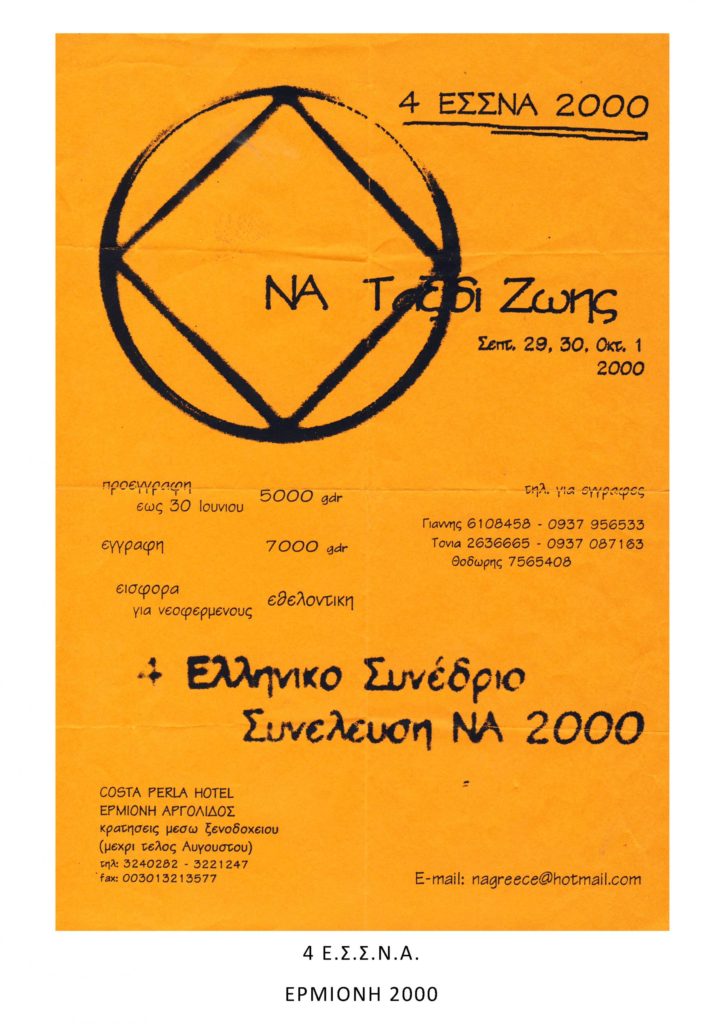 4 ΕΣΣΝΑ 2000
ΝΑ Ταξιδι Ζωης
Σεπτ. 29, 30, Οκτ. 1
2000
προεγγραφη 5000 gdr
εως 30 Ιουνιου
εγγραφη 7000 gdr
εισφορα εθελοντικη
για νεοφερμενους
τηλ. για εγγραφες
Γιαννης 6108458 - 0937 956533
Τονια 2636665 - 0937 087163
Θοδωρης 7565408
4 Ελληνικο Συνέδριο
Συνελευση ΝΑ 2000
COSTA PERLA HOTEL
ΕΡΜΙΟΝΗ ΑΡΓΟΛΙΔΟΣ
κρατησεις μεσω ξενοδοχειου
(μεχρι τελος Αυγουστου)
τηλ: 3240282 - 3221247
fax: 003013213577
E-mail: nagreece@hotmail.com
4 Ε.Σ.Σ.Ν.Α.
ΕΡΜΙΟΝΗ 2000